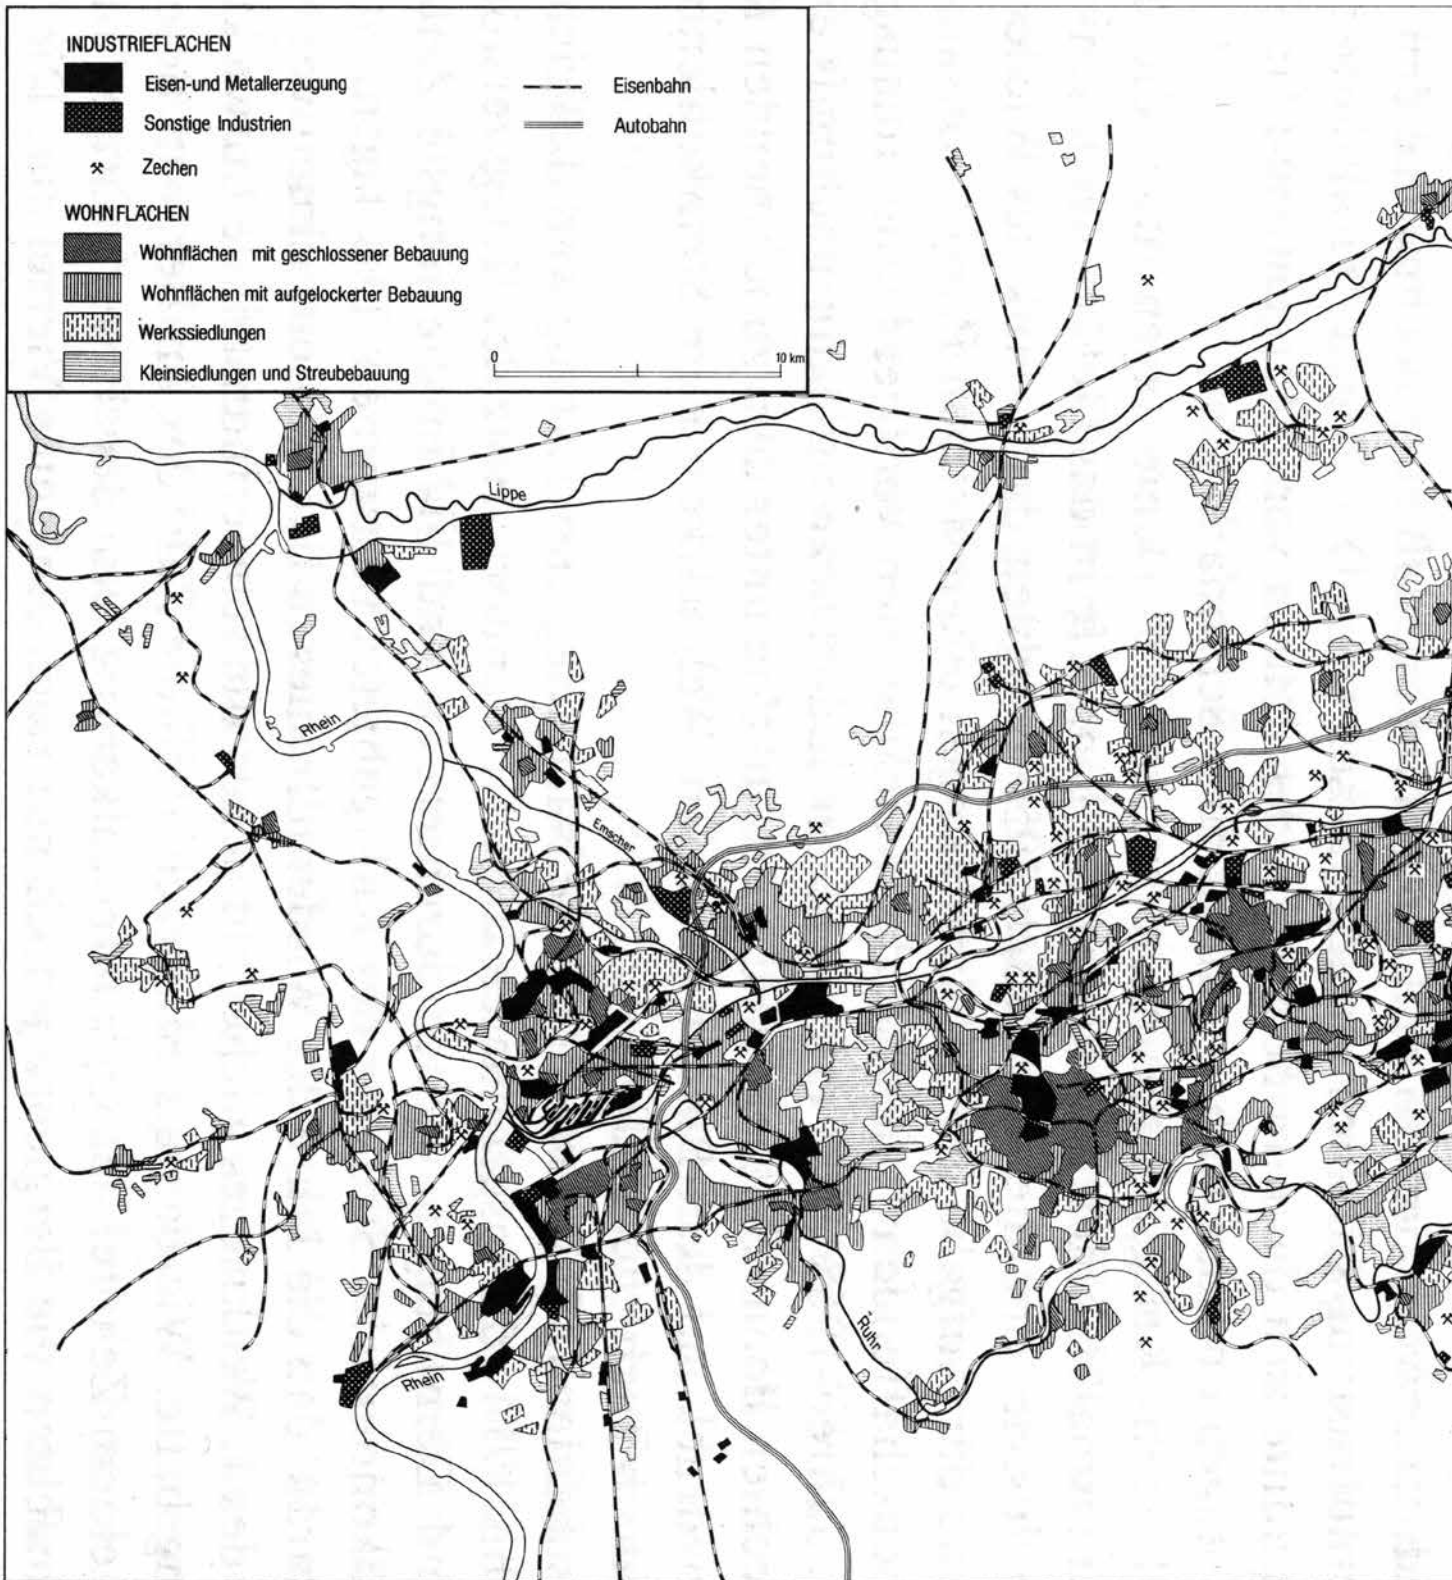 INDUSTRIEFLÄCHEN
Eisen-und Metallerzeugung
Sonstige Industrien
Zechen
WOHNFLÄCHEN
Wohnflächen mit geschlossener Bebauung
Wohnflächen mit aufgelockerter Bebauung
Werkssiedlungen
Kleinsiedlungen und Streubebauung
Eisenbahn
Autobahn
0
10 km
Lippe
Rhein
Emscher
Ruhr
Rhein